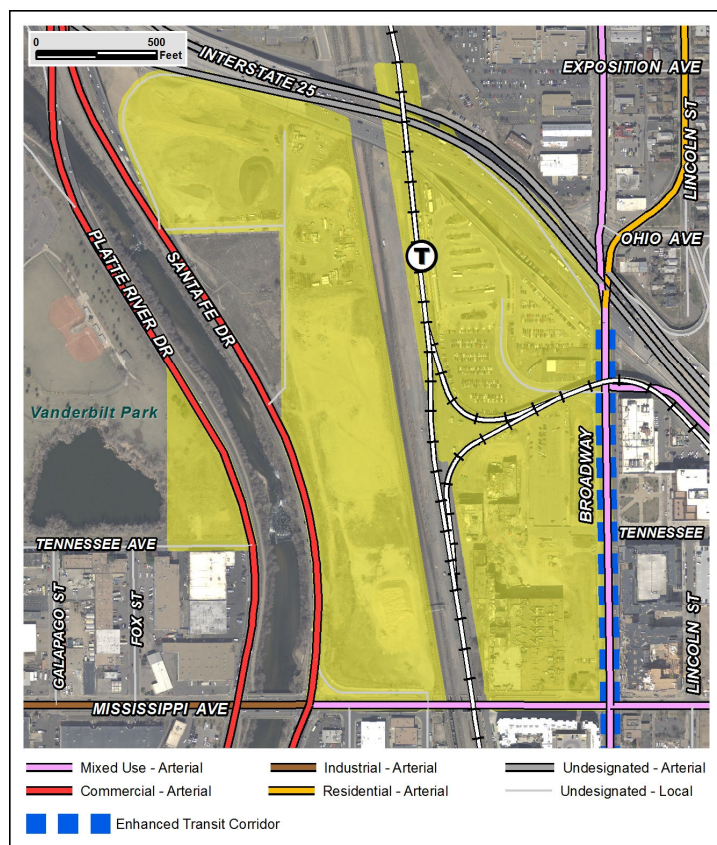 0 500
Feet
INTERSTATE 25
EXPOSITION AVE
LINCOLN ST
OHIO AVE
T
PLATTE RIVER DR
SANTA FE DR
Vanderbilt Park
BROADWAY
TENNESSEE AVE
TENNESSEE
GALAPAGO ST
FOX ST
LINCOLN ST
MISSISSIPPI AVE
Mixed Use - Arterial
Industrial - Arterial
Undesignated - Arterial
Commercial - Arterial
Residential - Arterial
Undesignated - Local
Enhanced Transit Corridor